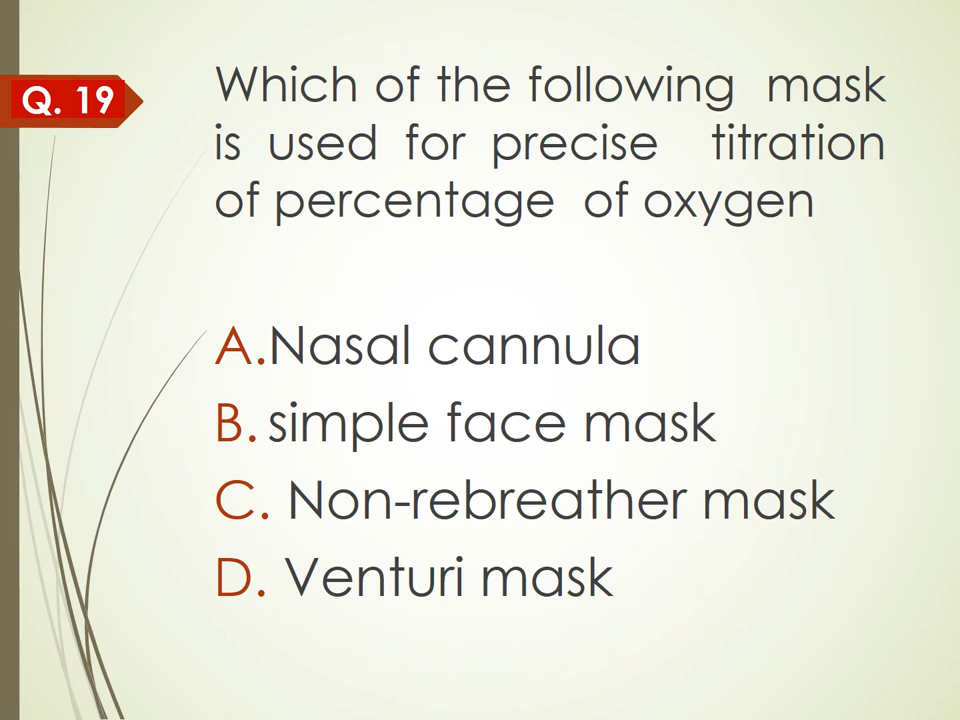 Q. 19
Which of the following mask
is used for precise titration
of percentage of oxygen
A.Nasal cannula
B. simple face mask
C. Non-rebreather mask
D. Venturi mask